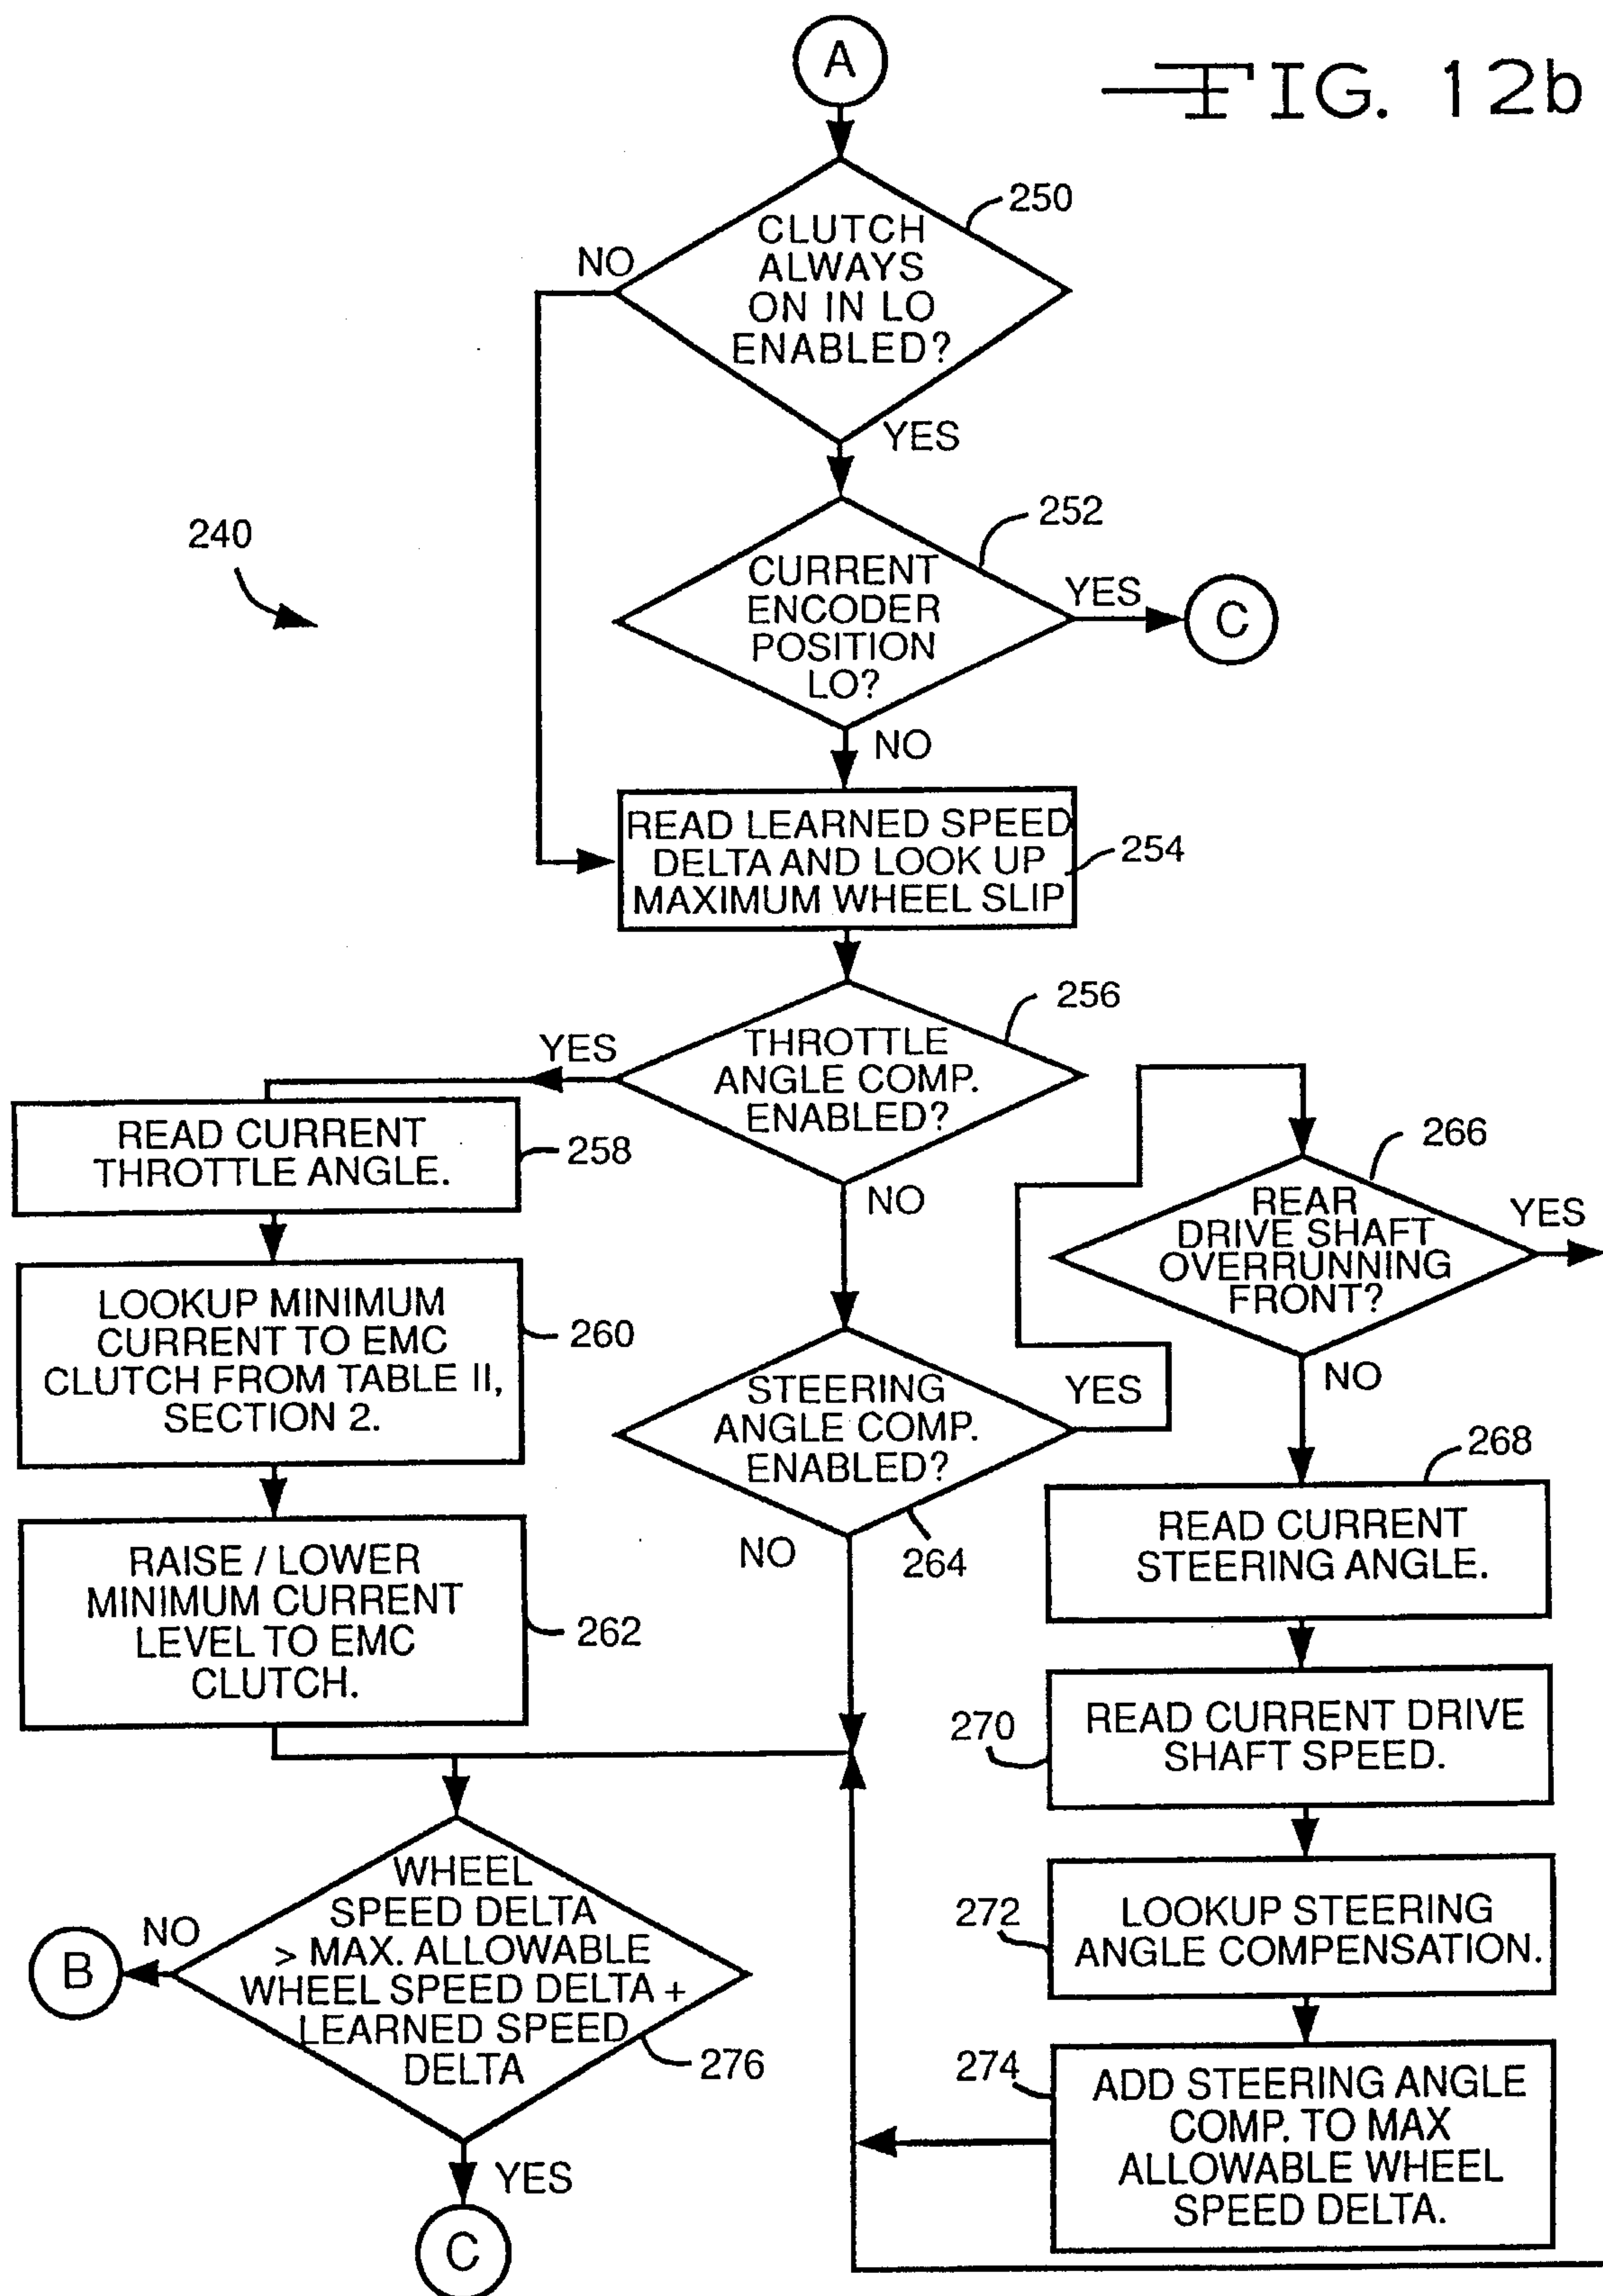 A
FIG. 12b
250
CLUTCH
ALWAYS
ON IN LO
ENABLED?
NO
YES
240
252
CURRENT
ENCODER
POSITION
LO?
YES
C
NO
READ LEARNED SPEED
DELTA AND LOOK UP
MAXIMUM WHEEL SLIP
254
256
THROTTLE
ANGLE COMP.
ENABLED?
YES
NO
READ CURRENT
THROTTLE ANGLE.
258
LOOKUP MINIMUM
CURRENT TO EMC
CLUTCH FROM TABLE II,
SECTION 2.
260
RAISE / LOWER
MINIMUM CURRENT
LEVEL TO EMC
CLUTCH.
262
STEERING
ANGLE COMP.
ENABLED?
YES
NO
264
266
REAR
DRIVE SHAFT
OVERRUNNING
FRONT?
YES
NO
268
READ CURRENT
STEERING ANGLE.
270
READ CURRENT DRIVE
SHAFT SPEED.
272
LOOKUP STEERING
ANGLE COMPENSATION.
274
ADD STEERING ANGLE
COMP. TO MAX
ALLOWABLE WHEEL
SPEED DELTA.
WHEEL
SPEED DELTA
> MAX. ALLOWABLE
WHEEL SPEED DELTA +
LEARNED SPEED
DELTA
276
NO
B
YES
C